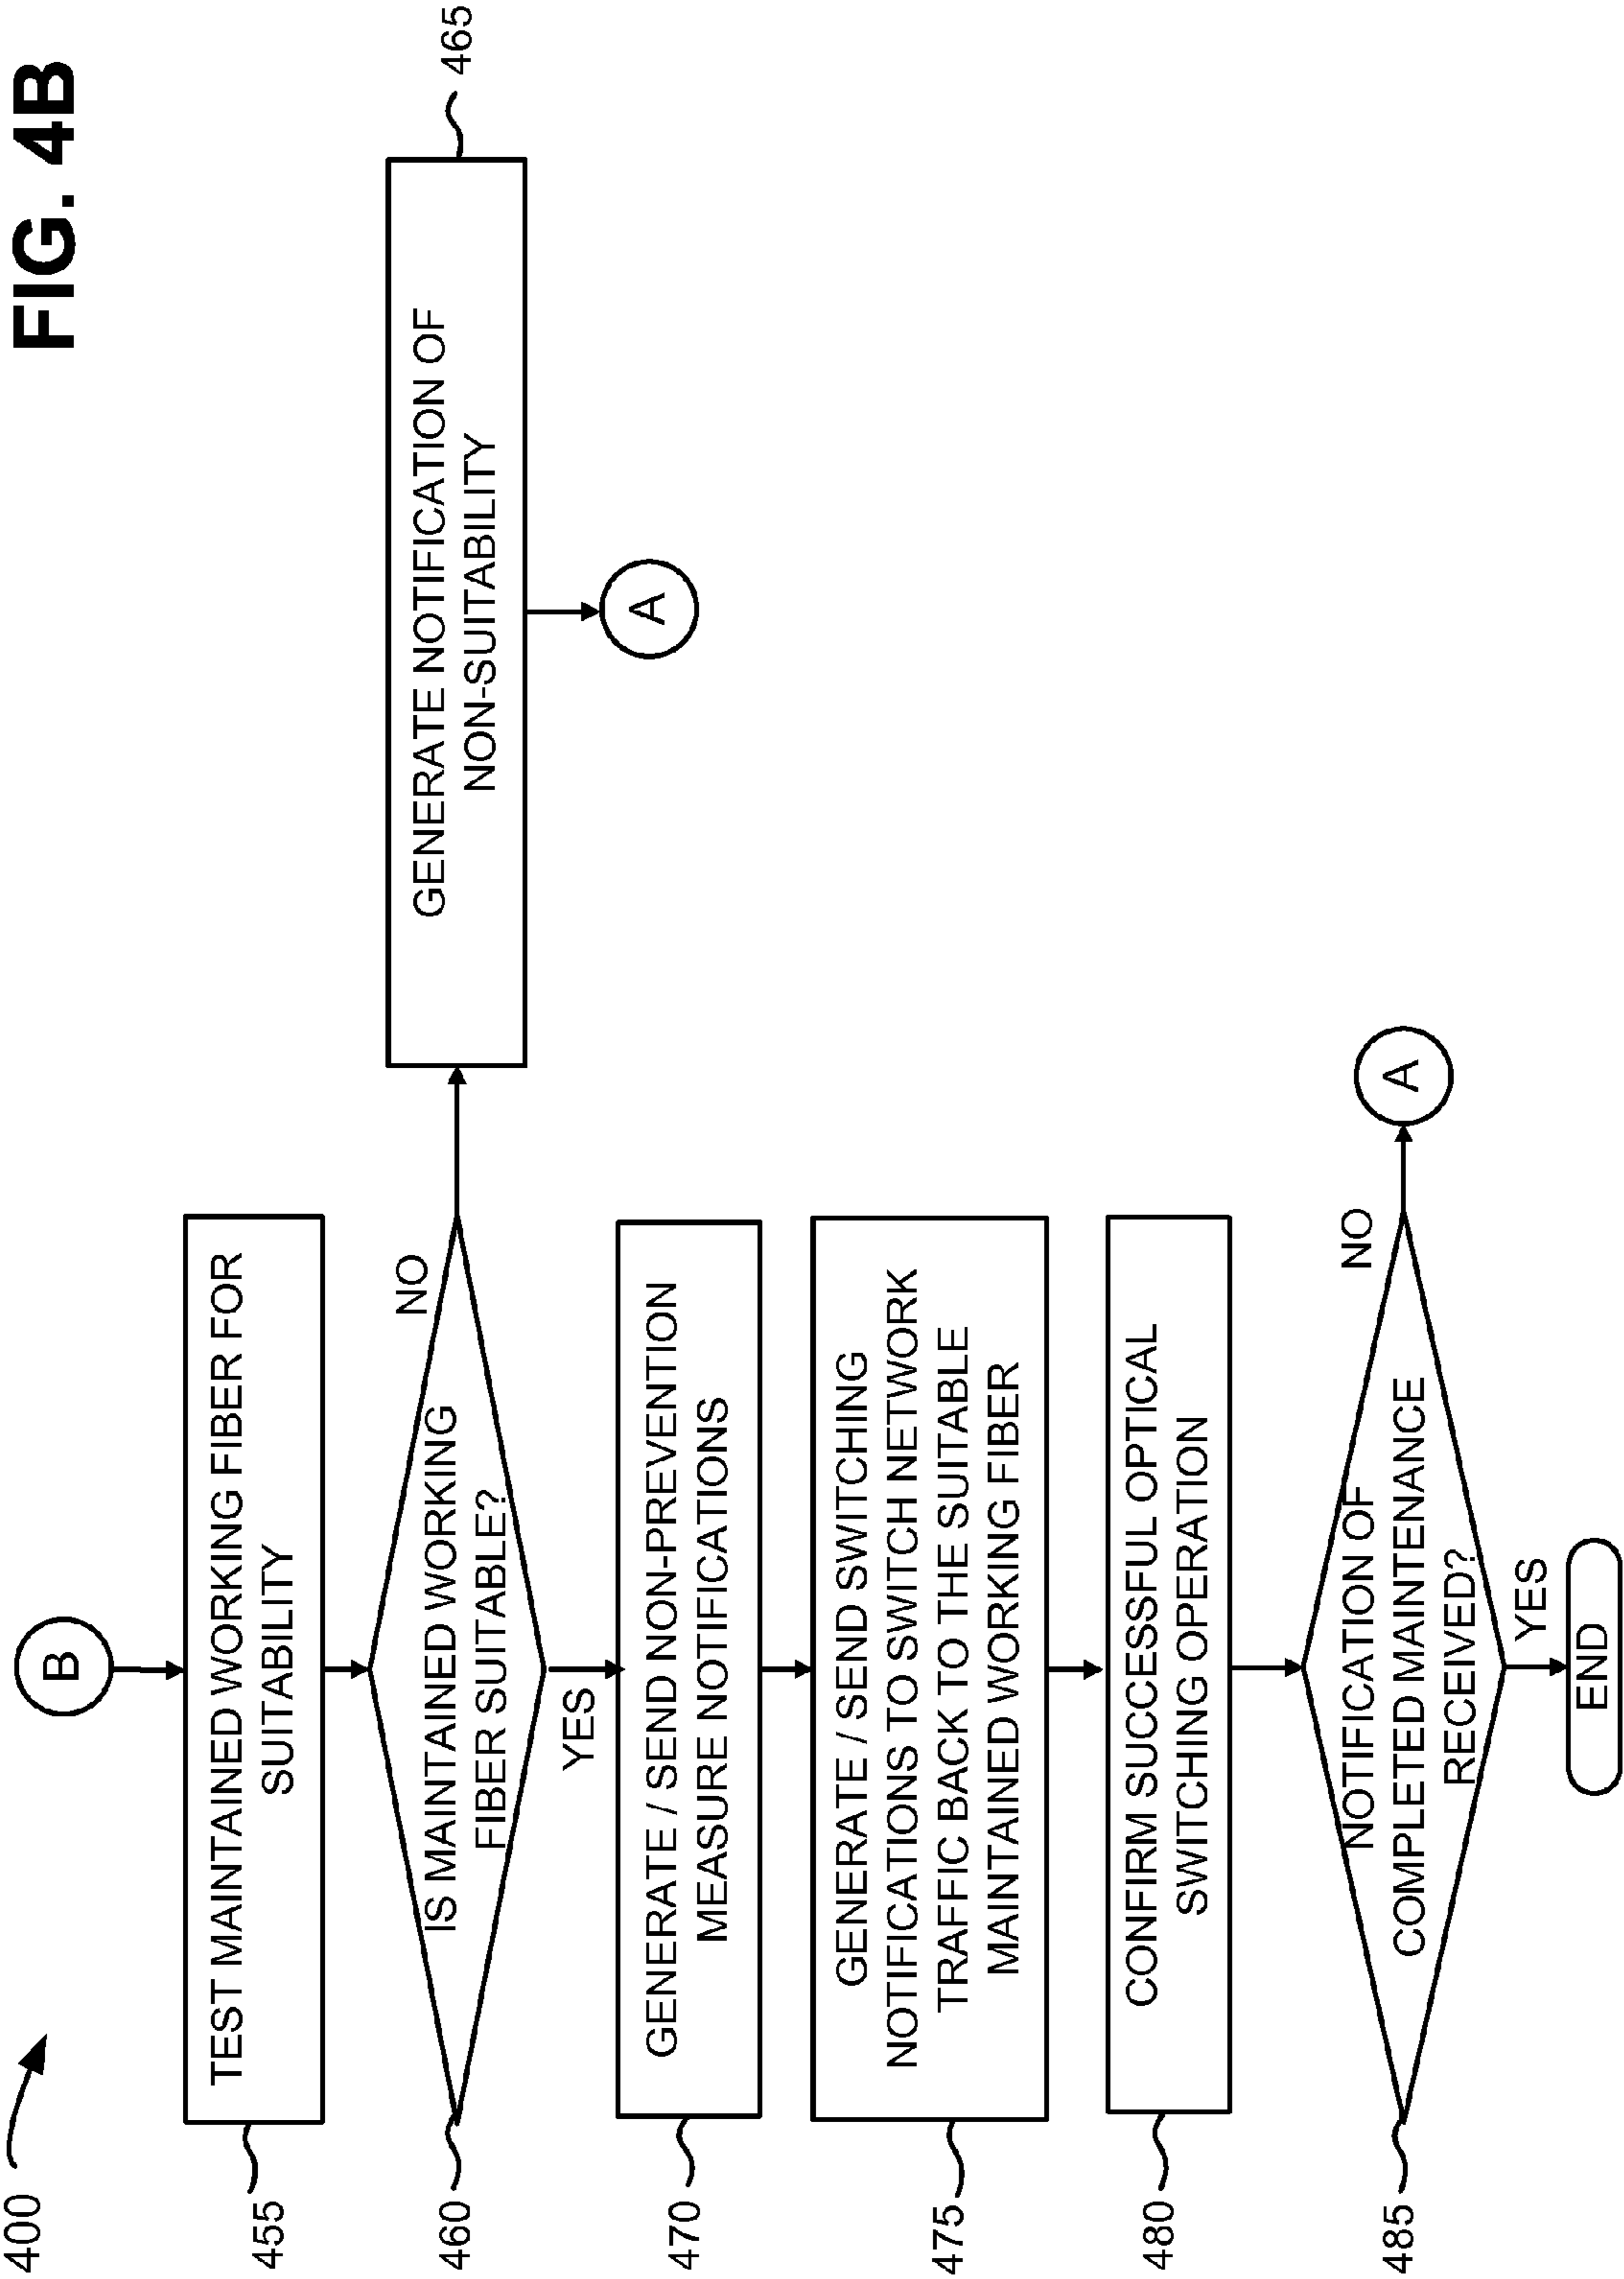 FIG. 4B
400
B
455
TEST MAINTAINED WORKING FIBER FOR
SUITABILITY
460
IS MAINTAINED WORKING
FIBER SUITABLE?
NO
GENERATE NOTIFICATION OF
NON-SUITABILITY
465
A
YES
470
GENERATE / SEND NON-PREVENTION
MEASURE NOTIFICATIONS
475
GENERATE / SEND SWITCHING
NOTIFICATIONS TO SWITCH NETWORK
TRAFFIC BACK TO THE SUITABLE
MAINTAINED WORKING FIBER
480
CONFIRM SUCCESSFUL OPTICAL
SWITCHING OPERATION
485
NOTIFICATION OF
COMPLETED MAINTENANCE
RECEIVED?
NO
A
YES
END